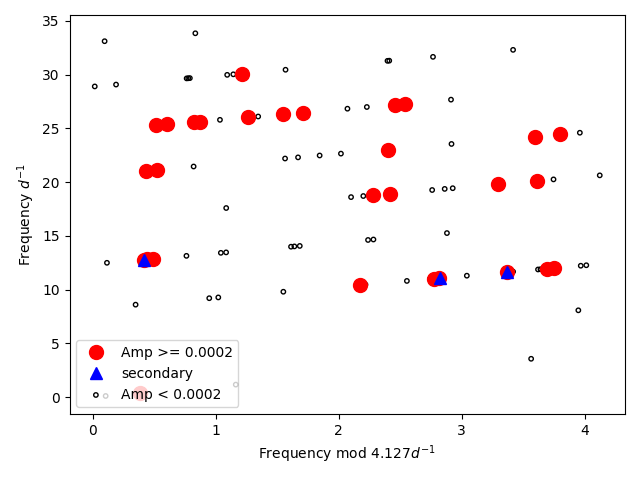 35
30
25
20
15
10
5
0
Frequency d⁻¹
Amp >= 0.0002
secondary
Amp < 0.0002
0 1 2 3 4
Frequency mod 4.127d⁻¹